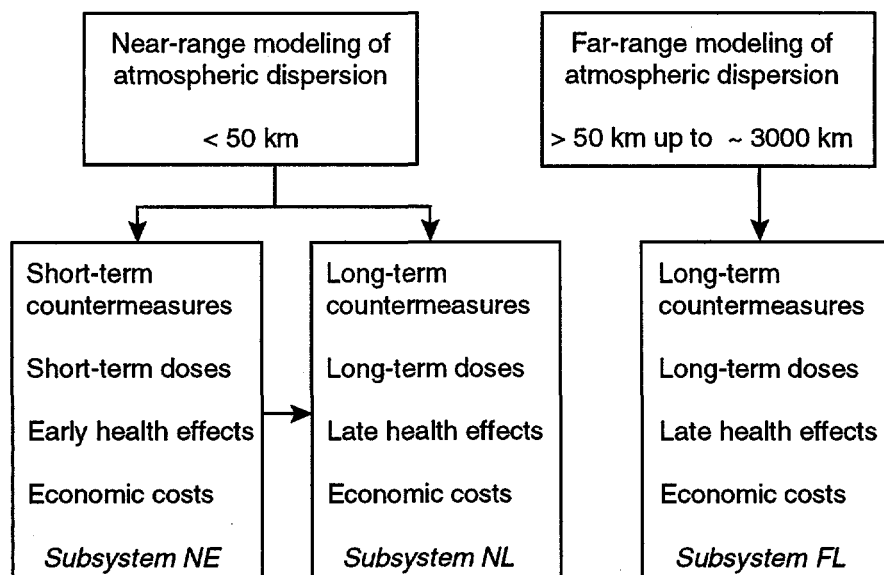 Near-range modeling of
atmospheric dispersion
< 50 km
Far-range modeling of
atmospheric dispersion
> 50 km up to ~ 3000 km
Short-term
countermeasures
Short-term doses
Early health effects
Economic costs
Subsystem NE
Long-term
countermeasures
Long-term doses
Late health effects
Economic costs
Subsystem NL
Long-term
countermeasures
Long-term doses
Late health effects
Economic costs
Subsystem FL